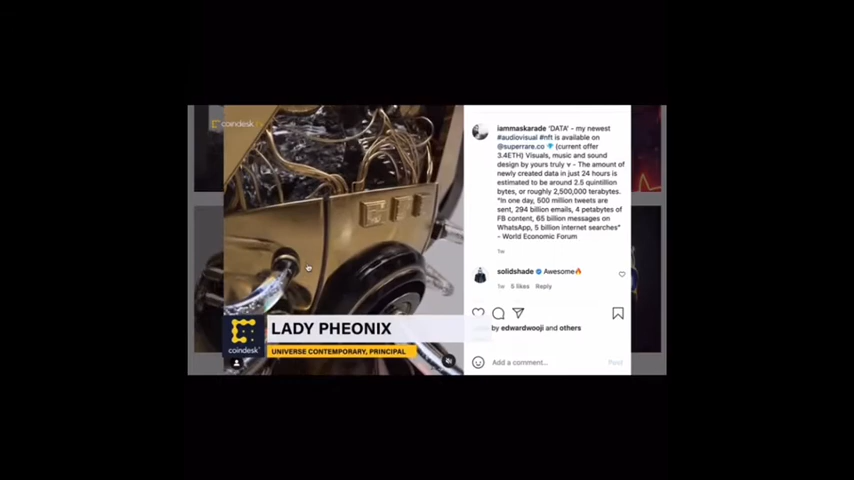 coindesk
iammaskarade 'DATA' - my newest
#audiovisual #nft is available on
@superrare.co 💎 (current offer
3.4ETH) Visuals, music and sound
design by yours truly ▿ - The amount of
newly created data in just 24 hours is
estimated to be around 2.5 quintillion
bytes, or roughly 2,500,000 terabytes.
"In one day, 500 million tweets are
sent, 294 billion emails, 4 petabytes of
FB content, 65 billion messages on
WhatsApp, 5 billion internet searches"
- World Economic Forum
1w
solidshade Awesome🔥
1w 5 likes Reply
by edwardwooji and others
LADY PHEONIX
coindesk
UNIVERSE CONTEMPORARY, PRINCIPAL
Add a comment...
Post